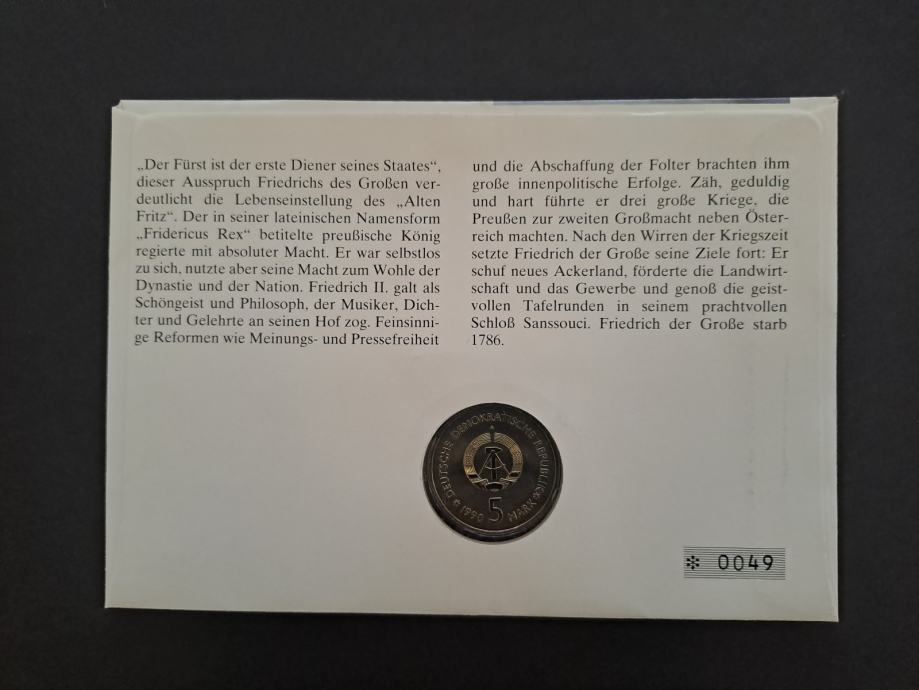 „Der Fürst ist der erste Diener seines Staates“,
dieser Ausspruch Friedrichs des Großen ver-
deutlicht die Lebenseinstellung des „Alten
Fritz“. Der in seiner lateinischen Namensform
„Fridericus Rex“ betitelte preußische König
regierte mit absoluter Macht. Er war selbstlos
zu sich, nutzte aber seine Macht zum Wohle der
Dynastie und der Nation. Friedrich II. galt als
Schöngeist und Philosoph, der Musiker, Dich-
ter und Gelehrte an seinen Hof zog. Feinsinni-
ge Reformen wie Meinungs- und Pressefreiheit
und die Abschaffung der Folter brachten ihm
große innenpolitische Erfolge. Zäh, geduldig
und hart führte er drei große Kriege, die
Preußen zur zweiten Großmacht neben Öster-
reich machten. Nach den Wirren der Kriegszeit
setzte Friedrich der Große seine Ziele fort: Er
schuf neues Ackerland, förderte die Landwirt-
schaft und das Gewerbe und genoß die geist-
vollen Tafelrunden in seinem prachtvollen
Schloß Sanssouci. Friedrich der Große starb
1786.
DEUTSCHE DEMOKRATISCHE REPUBLIK
* 1990 5 MARK *
* 0049